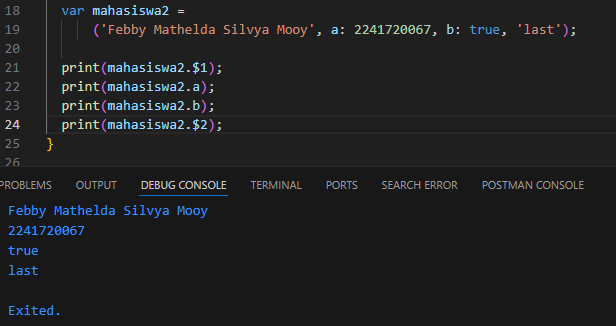 18 var mahasiswa2 =
19 ('Febby Mathelda Silvya Mooy', a: 2241720067, b: true, 'last');
20
21 print(mahasiswa2.$1);
22 print(mahasiswa2.a);
23 print(mahasiswa2.b);
24 print(mahasiswa2.$2);
25 }
26
PROBLEMS OUTPUT DEBUG CONSOLE TERMINAL PORTS SEARCH ERROR POSTMAN CONSOLE
Febby Mathelda Silvya Mooy
2241720067
true
last
Exited.